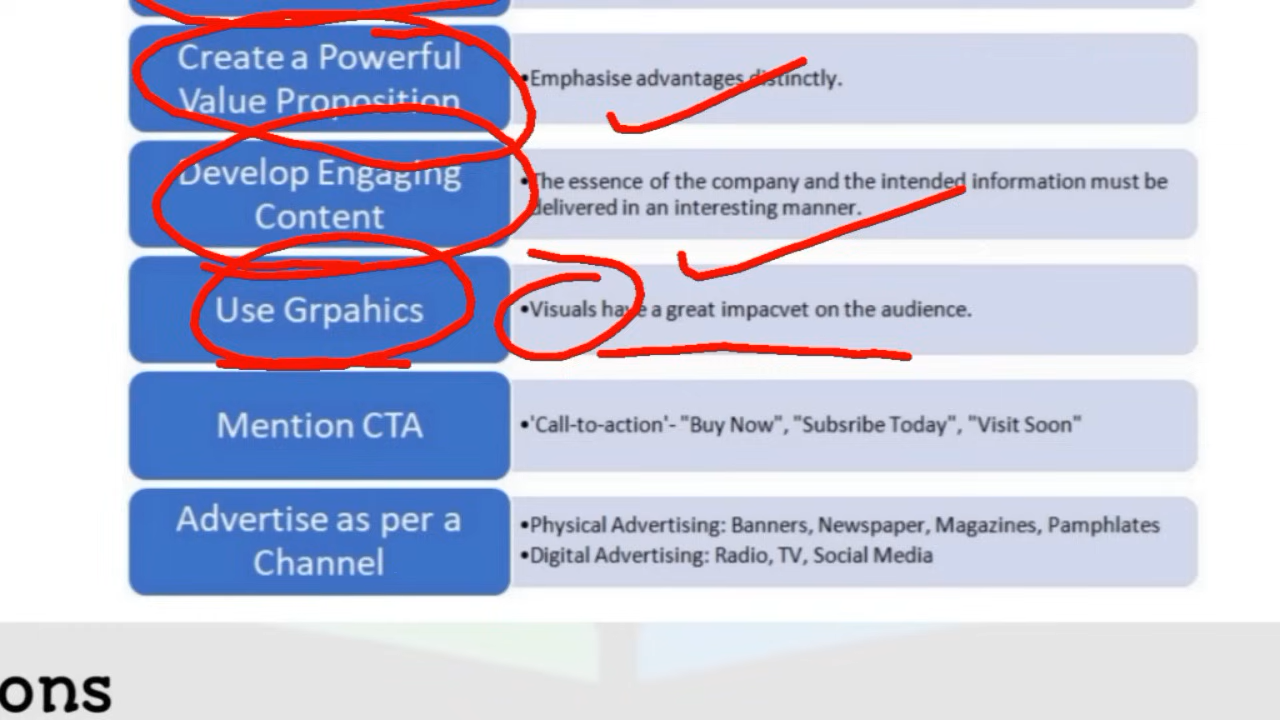 Create a Powerful
Value Proposition
•Emphasise advantages distinctly.
Develop Engaging
Content
•The essence of the company and the intended information must be
delivered in an interesting manner.
Use Grpahics
•Visuals have a great impacvet on the audience.
Mention CTA
•'Call-to-action'- "Buy Now", "Subsribe Today", "Visit Soon"
Advertise as per a
Channel
•Physical Advertising: Banners, Newspaper, Magazines, Pamphlates
•Digital Advertising: Radio, TV, Social Media
ons